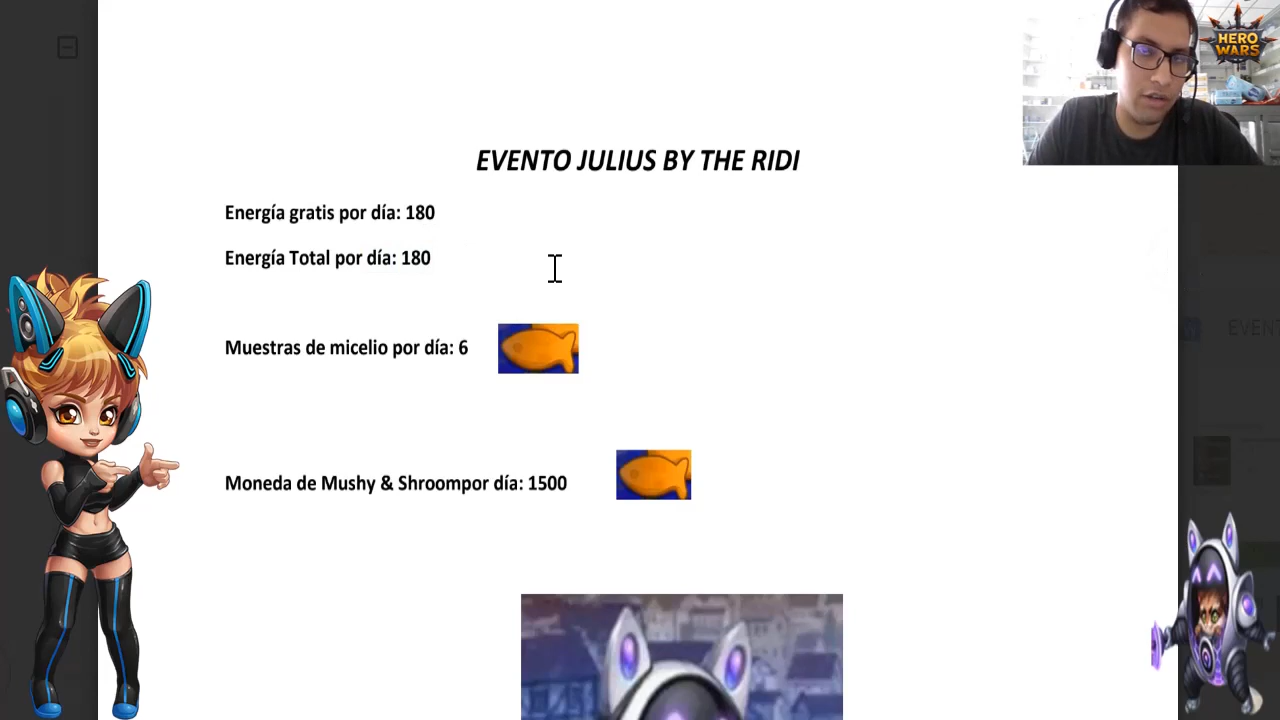 HERO
WARS
EVENTO JULIUS BY THE RIDI
Energía gratis por día: 180
Energía Total por día: 180
EVEN
Muestras de micelio por día: 6
Moneda de Mushy & Shroompor día: 1500